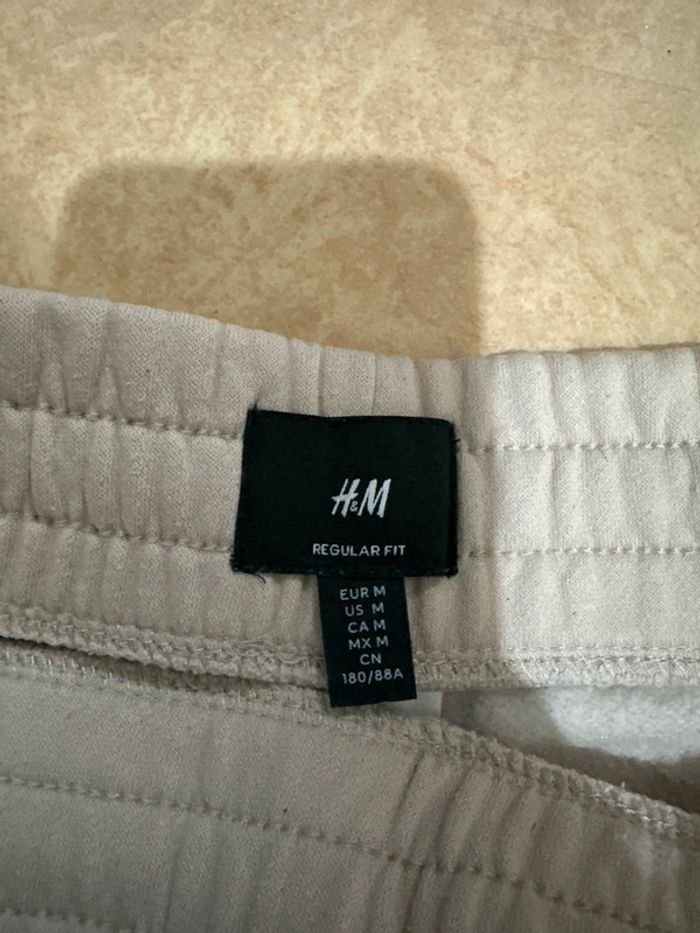 H&M
REGULAR FIT
EUR M
US M
CA M
MX M
CN
180/88A